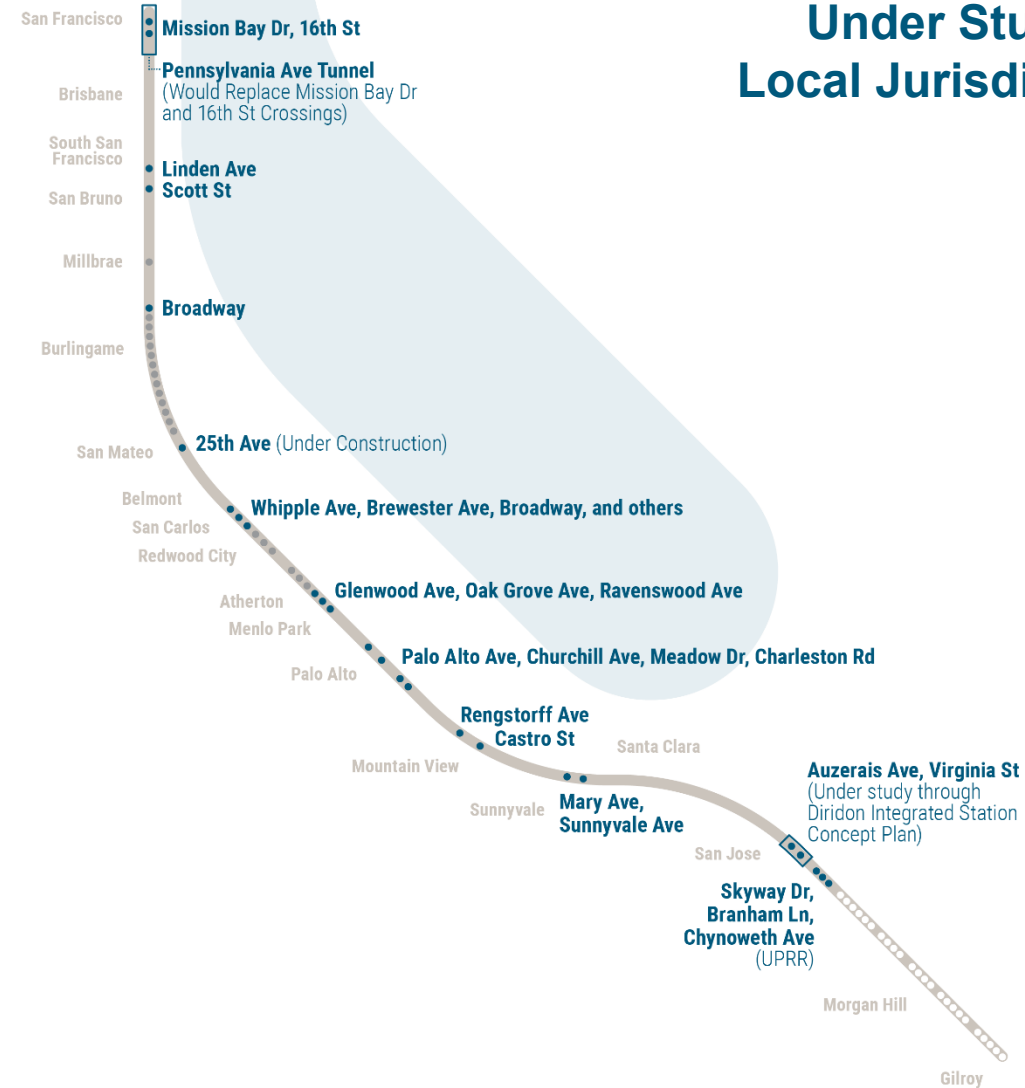 Under Stu
Local Jurisdi
San Francisco
Mission Bay Dr, 16th St
Pennsylvania Ave Tunnel
(Would Replace Mission Bay Dr
and 16th St Crossings)
Brisbane
South San
Francisco
Linden Ave
Scott St
San Bruno
Millbrae
Broadway
Burlingame
25th Ave (Under Construction)
San Mateo
Belmont
Whipple Ave, Brewester Ave, Broadway, and others
San Carlos
Redwood City
Glenwood Ave, Oak Grove Ave, Ravenswood Ave
Atherton
Menlo Park
Palo Alto Ave, Churchill Ave, Meadow Dr, Charleston Rd
Palo Alto
Rengstorff Ave
Castro St
Santa Clara
Mountain View
Auzerais Ave, Virginia St
(Under study through
Diridon Integrated Station
Concept Plan)
Sunnyvale
Mary Ave,
Sunnyvale Ave
San Jose
Skyway Dr,
Branham Ln,
Chynoweth Ave
(UPRR)
Morgan Hill
Gilroy